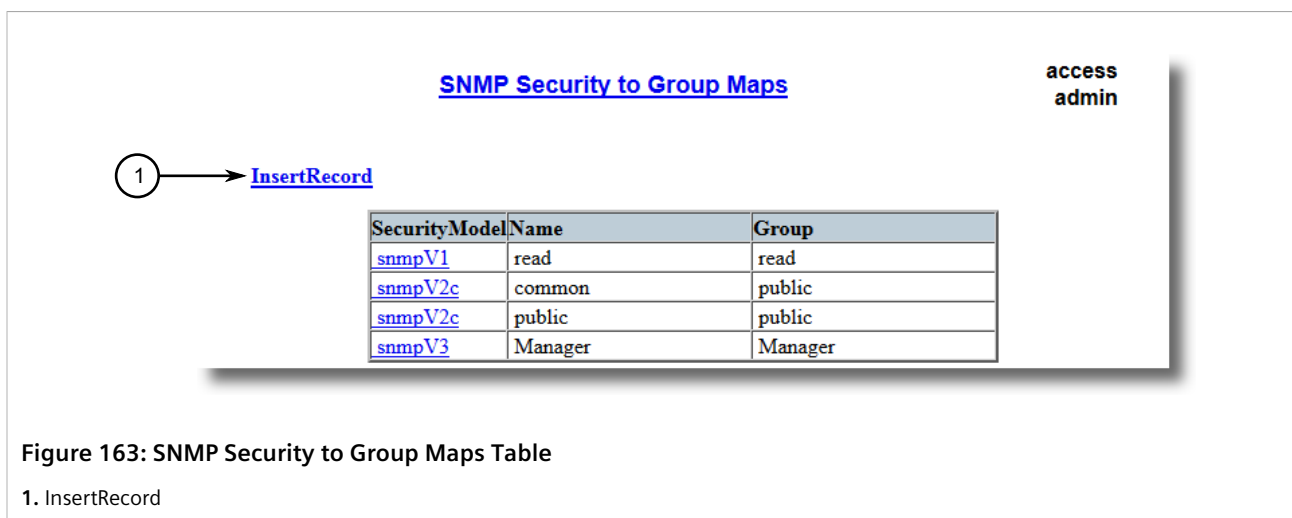 SNMP Security to Group Maps
access
admin
1
InsertRecord
SecurityModel Name Group
snmpV1 read read
snmpV2c common public
snmpV2c public public
snmpV3 Manager Manager
Figure 163: SNMP Security to Group Maps Table
1. InsertRecord